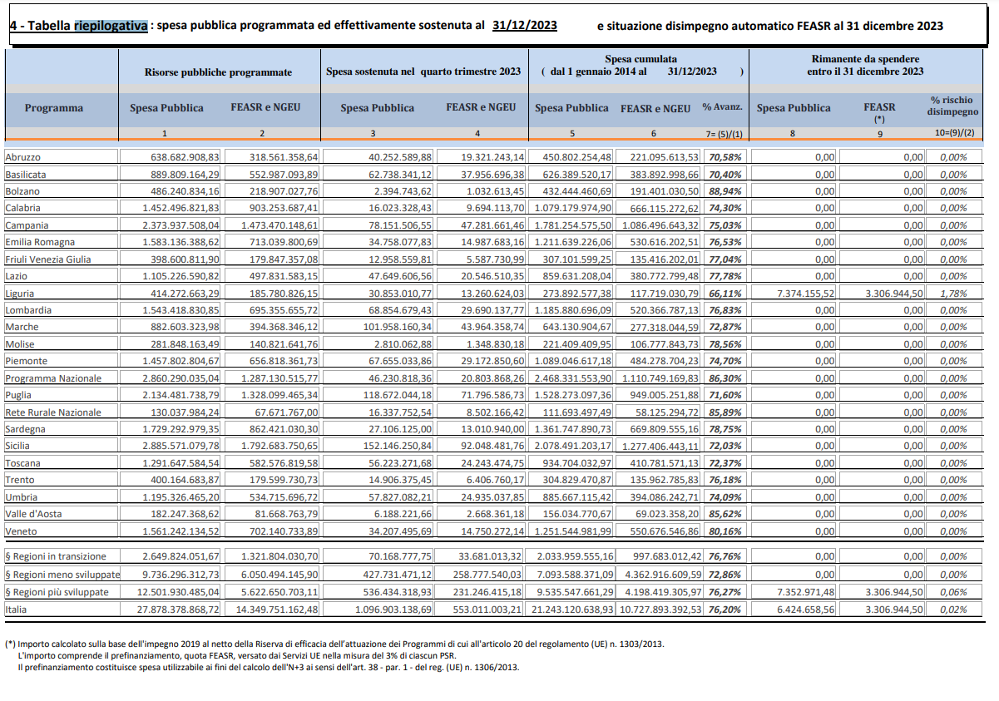 4 - Tabella riepilogativa : spesa pubblica programmata ed effettivamente sostenuta al 31/12/2023 e situazione disimpegno automatico FEASR al 31 dicembre 2023
Risorse pubbliche programmate Spesa sostenuta nel quarto trimestre 2023 Spesa cumulata ( dal 1 gennaio 2014 al 31/12/2023 ) Rimanente da spendere entro il 31 dicembre 2023
Programma Spesa Pubblica FEASR e NGEU Spesa Pubblica FEASR e NGEU Spesa Pubblica FEASR e NGEU % Avanz. Spesa Pubblica FEASR (*) % rischio disimpegno
1 2 3 4 5 6 7= (5)/(1) 8 9 10=(9)/(2)
Abruzzo 638.682.908,83 318.561.358,64 40.252.589,88 19.321.243,14 450.802.254,48 221.095.613,53 70,58% 0,00 0,00 0,00%
Basilicata 889.809.164,29 552.987.093,89 62.738.341,12 37.956.696,38 626.389.520,17 383.892.998,66 70,40% 0,00 0,00 0,00%
Bolzano 486.240.834,16 218.907.027,76 2.394.743,62 1.032.613,45 432.444.460,69 191.401.030,50 88,94% 0,00 0,00 0,00%
Calabria 1.452.496.821,83 903.253.687,41 16.023.328,43 9.694.113,70 1.079.179.974,90 666.115.272,62 74,30% 0,00 0,00 0,00%
Campania 2.373.937.508,04 1.473.470.148,61 78.151.506,55 47.281.661,46 1.781.254.575,50 1.086.496.643,32 75,03% 0,00 0,00 0,00%
Emilia Romagna 1.583.136.388,62 713.039.800,69 34.758.077,83 14.987.683,16 1.211.639.226,06 530.616.202,51 76,53% 0,00 0,00 0,00%
Friuli Venezia Giulia 398.600.811,90 179.847.357,08 12.958.559,81 5.587.730,99 307.101.599,25 135.416.202,01 77,04% 0,00 0,00 0,00%
Lazio 1.105.226.590,82 497.831.583,15 47.649.606,56 20.546.510,35 859.631.208,04 380.772.799,48 77,78% 0,00 0,00 0,00%
Liguria 414.272.663,29 185.780.826,15 30.853.010,77 13.260.624,03 273.892.577,38 117.719.030,79 66,11% 7.374.155,52 3.306.944,50 1,78%
Lombardia 1.543.418.830,85 695.355.655,72 68.854.679,43 29.690.137,77 1.185.880.696,09 520.366.787,13 76,83% 0,00 0,00 0,00%
Marche 882.603.323,98 394.368.346,12 101.958.160,34 43.964.358,74 643.130.904,67 277.318.044,59 72,87% 0,00 0,00 0,00%
Molise 281.848.163,49 140.821.641,76 2.810.062,88 1.348.830,18 221.409.409,95 106.777.843,73 78,56% 0,00 0,00 0,00%
Piemonte 1.457.802.804,67 656.818.361,73 67.655.033,86 29.172.850,60 1.089.046.617,18 484.278.704,23 74,70% 0,00 0,00 0,00%
Programma Nazionale 2.860.290.035,04 1.287.130.515,77 46.230.818,36 20.803.868,26 2.468.331.553,90 1.110.749.169,83 86,30% 0,00 0,00 0,00%
Puglia 2.134.481.738,79 1.328.099.465,34 118.672.044,18 71.796.586,73 1.528.273.097,36 949.005.251,88 71,60% 0,00 0,00 0,00%
Rete Rurale Nazionale 130.037.984,24 67.671.767,00 16.337.752,54 8.502.166,42 111.693.497,49 58.125.294,72 85,89% 0,00 0,00 0,00%
Sardegna 1.729.292.979,35 862.421.030,30 27.106.125,00 13.010.940,00 1.361.747.890,73 669.809.555,16 78,75% 0,00 0,00 0,00%
Sicilia 2.885.571.079,78 1.792.683.750,65 152.146.250,84 92.048.481,76 2.078.491.203,17 1.277.406.443,11 72,03% 0,00 0,00 0,00%
Toscana 1.291.647.584,54 582.576.819,58 56.223.271,68 24.243.474,75 934.704.032,97 410.781.571,13 72,37% 0,00 0,00 0,00%
Trento 400.164.683,87 179.599.730,73 14.906.375,45 6.406.760,17 304.829.470,87 135.962.785,83 76,18% 0,00 0,00 0,00%
Umbria 1.195.326.465,20 534.715.696,72 57.827.082,21 24.935.037,85 885.667.115,42 394.086.242,71 74,09% 0,00 0,00 0,00%
Valle d'Aosta 182.247.368,62 81.668.763,79 6.188.221,66 2.668.361,18 156.034.770,67 69.023.358,20 85,62% 0,00 0,00 0,00%
Veneto 1.561.242.134,52 702.140.733,89 34.207.495,69 14.750.272,14 1.251.544.981,99 550.676.546,86 80,16% 0,00 0,00 0,00%
§ Regioni in transizione 2.649.824.051,67 1.321.804.030,70 70.168.777,75 33.681.013,32 2.033.959.555,16 997.683.012,42 76,76% 0,00 0,00 0,00%
§ Regioni meno sviluppate 9.736.296.312,73 6.050.494.145,90 427.731.471,12 258.777.540,03 7.093.588.371,09 4.362.916.609,59 72,86% 0,00 0,00 0,00%
§ Regioni più sviluppate 12.501.930.485,04 5.622.650.703,11 536.434.318,93 231.246.415,18 9.535.547.661,29 4.198.419.305,97 76,27% 7.352.971,48 3.306.944,50 0,06%
Italia 27.878.378.868,72 14.349.751.162,48 1.096.903.138,69 553.011.003,21 21.243.120.638,93 10.727.893.392,53 76,20% 6.424.658,56 3.306.944,50 0,02%
(*) Importo calcolato sulla base dell'impegno 2019 al netto della Riserva di efficacia dell'attuazione dei Programmi di cui all'articolo 20 del regolamento (UE) n. 1303/2013.
L'importo comprende il prefinanziamento, quota FEASR, versato dai Servizi UE nella misura del 3% di ciascun PSR.
Il prefinanziamento costituisce spesa utilizzabile ai fini del calcolo dell'N+3 ai sensi dell'art. 38 - par. 1 - del reg. (UE) n. 1306/2013.